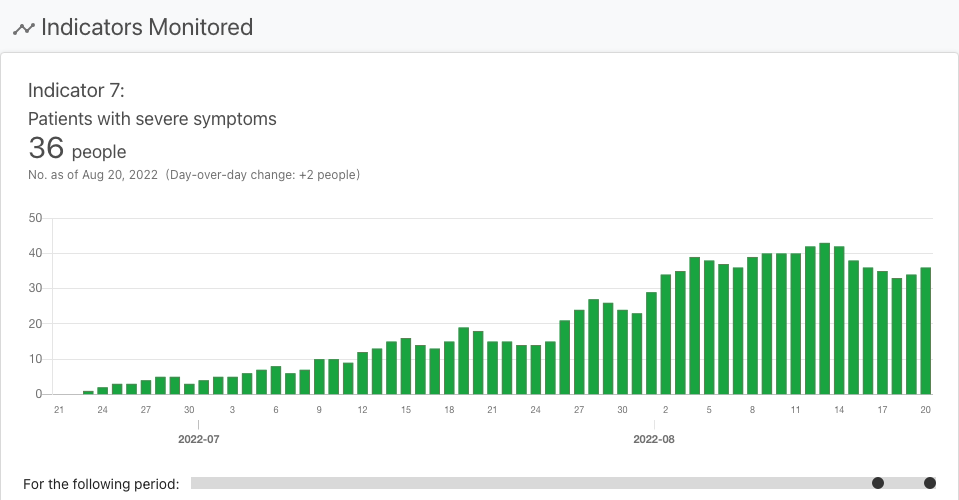 Indicators Monitored
Indicator 7:
Patients with severe symptoms
36 people
No. as of Aug 20, 2022 (Day-over-day change: +2 people)
50
40
30
20
10
0
21 24 27 30 3 6 9 12 15 18 21 24 27 30 2 5 8 11 14 17 20
2022-07 2022-08
For the following period: